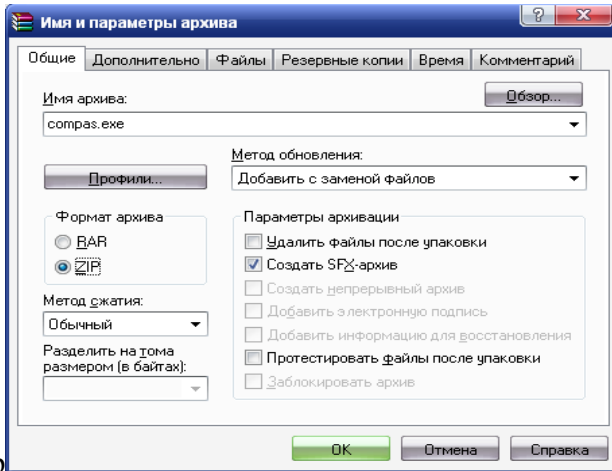 Имя и параметры архива
Общие Дополнительно Файлы Резервные копии Время Комментарий
Имя архива:
Обзор...
compas.exe
Метод обновления:
Профили...
Добавить с заменой файлов
Формат архива
RAR
ZIP
Метод сжатия:
Обычный
Разделить на тома
размером (в байтах):
Параметры архивации
Удалить файлы после упаковки
Создать SFX-архив
Создать непрерывный архив
Добавить электронную подпись
Добавить информацию для восстановления
Протестировать файлы после упаковки
Заблокировать архив
OK Отмена Справка